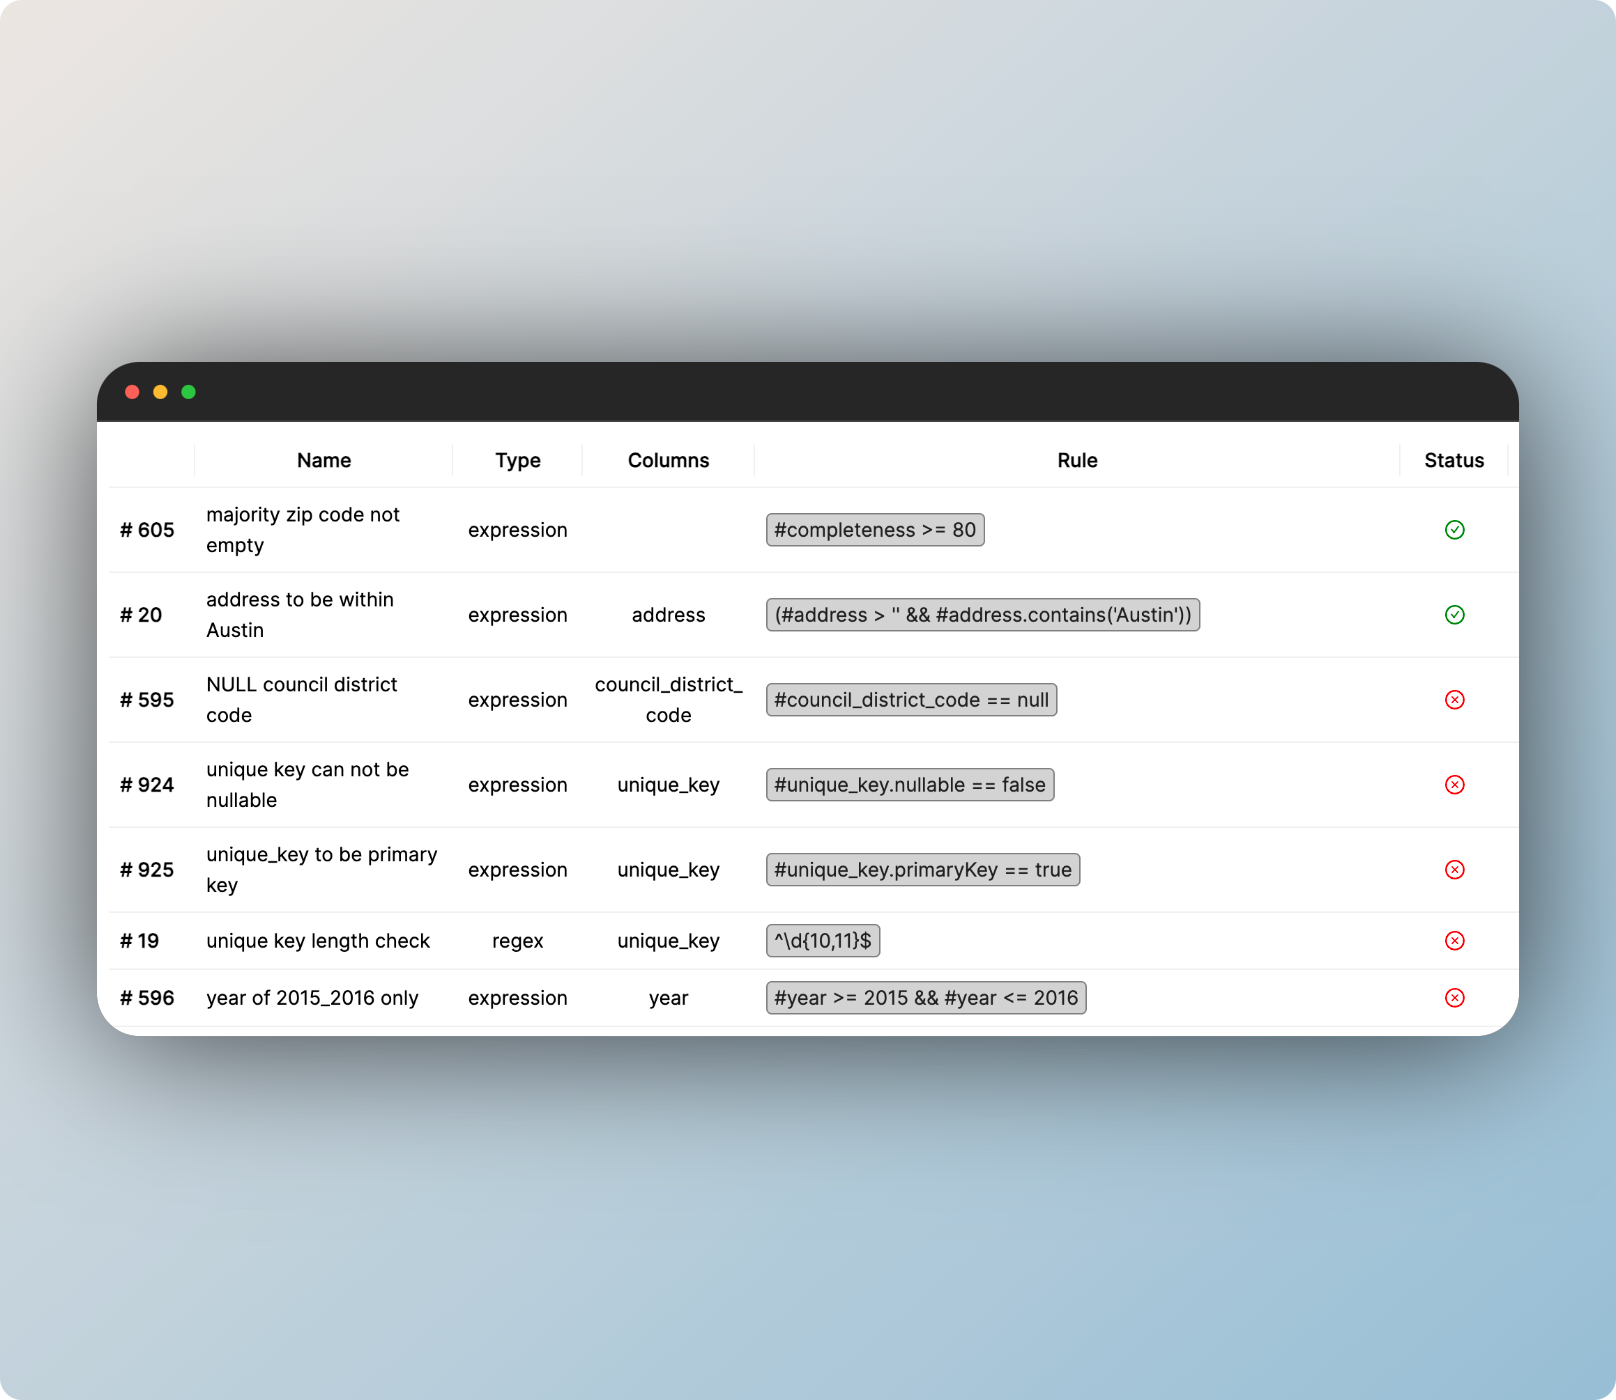 Name Type Columns Rule Status
# 605 majority zip code not expression #completeness >= 80
empty
# 20 address to be within expression address (#address > '' && #address.contains('Austin'))
Austin
# 595 NULL council district expression council_district_ #council_district_code == null
code code
# 924 unique key can not be expression unique_key #unique_key.nullable == false
nullable
# 925 unique_key to be primary expression unique_key #unique_key.primaryKey == true
key
# 19 unique key length check regex unique_key ^\d{10,11}$
# 596 year of 2015_2016 only expression year #year >= 2015 && #year <= 2016